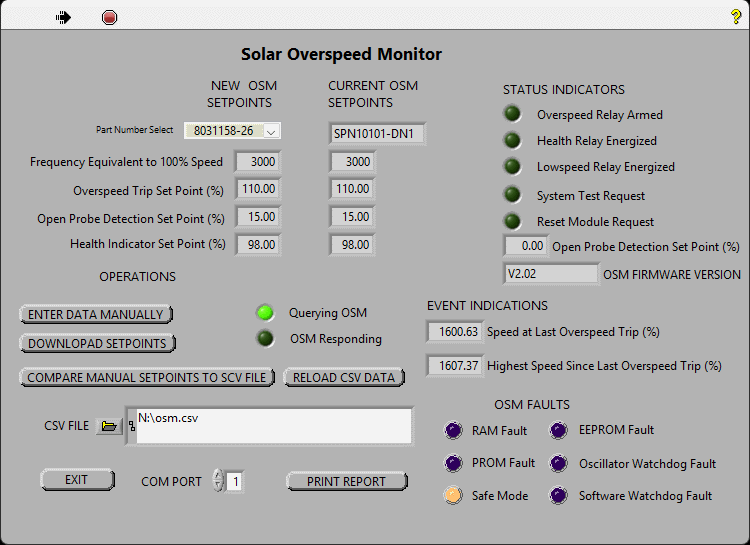 ?
Solar Overspeed Monitor
NEW OSM
SETPOINTS
CURRENT OSM
SETPOINTS
Part Number Select
8031158-26
SPN10101-DN1
Frequency Equivalent to 100% Speed
3000
3000
Overspeed Trip Set Point (%)
110.00
110.00
Open Probe Detection Set Point (%)
15.00
15.00
Health Indicator Set Point (%)
98.00
98.00
STATUS INDICATORS
Overspeed Relay Armed
Health Relay Energized
Lowspeed Relay Energized
System Test Request
Reset Module Request
0.00 Open Probe Detection Set Point (%)
V2.02 OSM FIRMWARE VERSION
OPERATIONS
ENTER DATA MANUALLY
DOWNLOPAD SETPOINTS
Querying OSM
OSM Responding
COMPARE MANUAL SETPOINTS TO SCV FILE
RELOAD CSV DATA
EVENT INDICATIONS
1600.63 Speed at Last Overspeed Trip (%)
1607.37 Highest Speed Since Last Overspeed Trip (%)
CSV FILE
N:\osm.csv
EXIT
COM PORT
1
PRINT REPORT
OSM FAULTS
RAM Fault
EEPROM Fault
PROM Fault
Oscillator Watchdog Fault
Safe Mode
Software Watchdog Fault